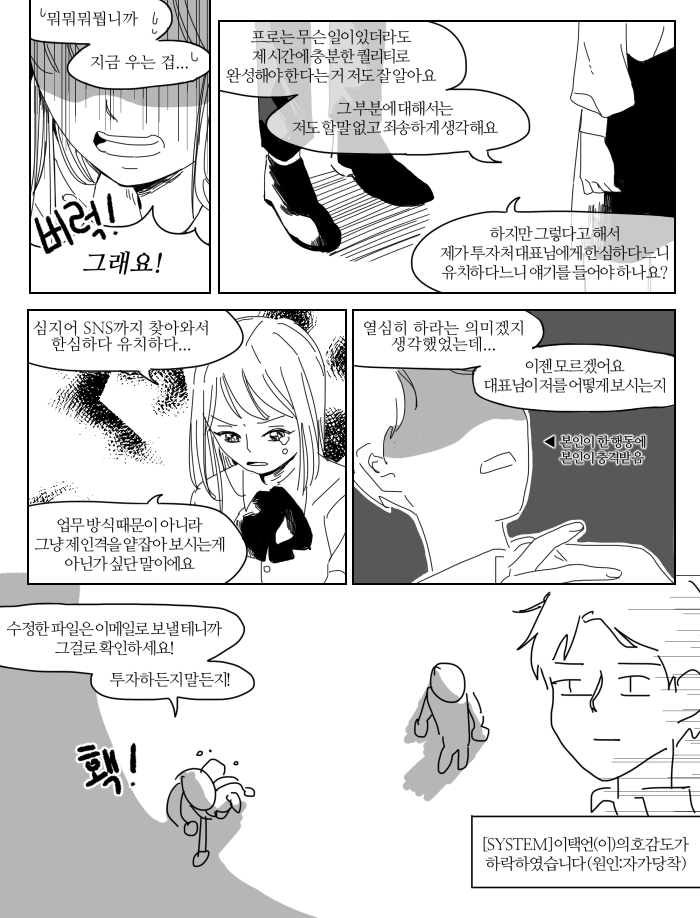 뭐뭐뭐뭡니까
지금 우는 겁...
버럭!
그래요!
프로는 무슨 일이 있더라도
제시간에 충분한 퀄리티로
완성해야 한다는 거 저도 잘 알아요
그 부분에 대해서는
저도 할말 없고 죄송하게 생각해요
하지만 그렇다고 해서
제가 투자처 대표님에게 한심하다느니
유치하다느니 얘기를 들어야 하나요?
심지어 SNS까지 찾아와서
한심하다 유치하다...
업무 방식 때문이 아니라
그냥 제 인격을 얕잡아 보시는게
아닌가 싶단 말이에요
열심히 하라는 의미겠지
생각했었는데...
이젠 모르겠어요
대표님이 저를 어떻게 보시는지
◀ 본인이 한 행동에
본인이 충격받음
수정한 파일은 이메일로 보낼 테니까
그걸로 확인하세요!
투자하든지 말든지!
홱!
[SYSTEM] 이택언(이)의 호감도가
하락하였습니다 (원인:자가당착)